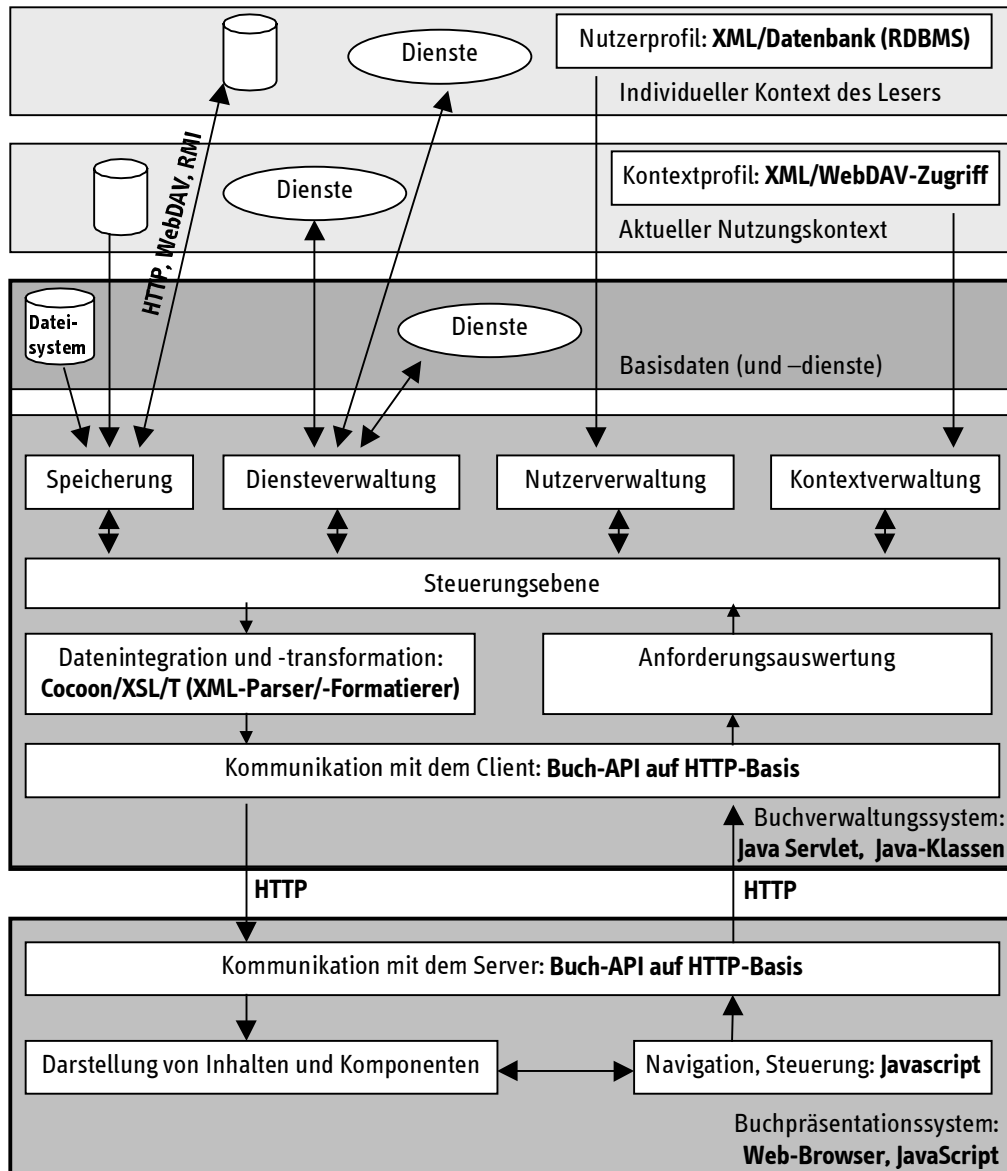 Dienste
Nutzerprofil: XML/Datenbank (RDBMS)
Individueller Kontext des Lesers
HTTP, WebDAV, RMI
Dienste
Kontextprofil: XML/WebDAV-Zugriff
Aktueller Nutzungskontext
Datei-
system
Dienste
Basisdaten (und –dienste)
Speicherung
Diensteverwaltung
Nutzerverwaltung
Kontextverwaltung
Steuerungsebene
Datenintegration und -transformation:
Cocoon/XSL/T (XML-Parser/-Formatierer)
Anforderungsauswertung
Kommunikation mit dem Client: Buch-API auf HTTP-Basis
Buchverwaltungssystem:
Java Servlet, Java-Klassen
HTTP
HTTP
Kommunikation mit dem Server: Buch-API auf HTTP-Basis
Darstellung von Inhalten und Komponenten
Navigation, Steuerung: Javascript
Buchpräsentationssystem:
Web-Browser, JavaScript